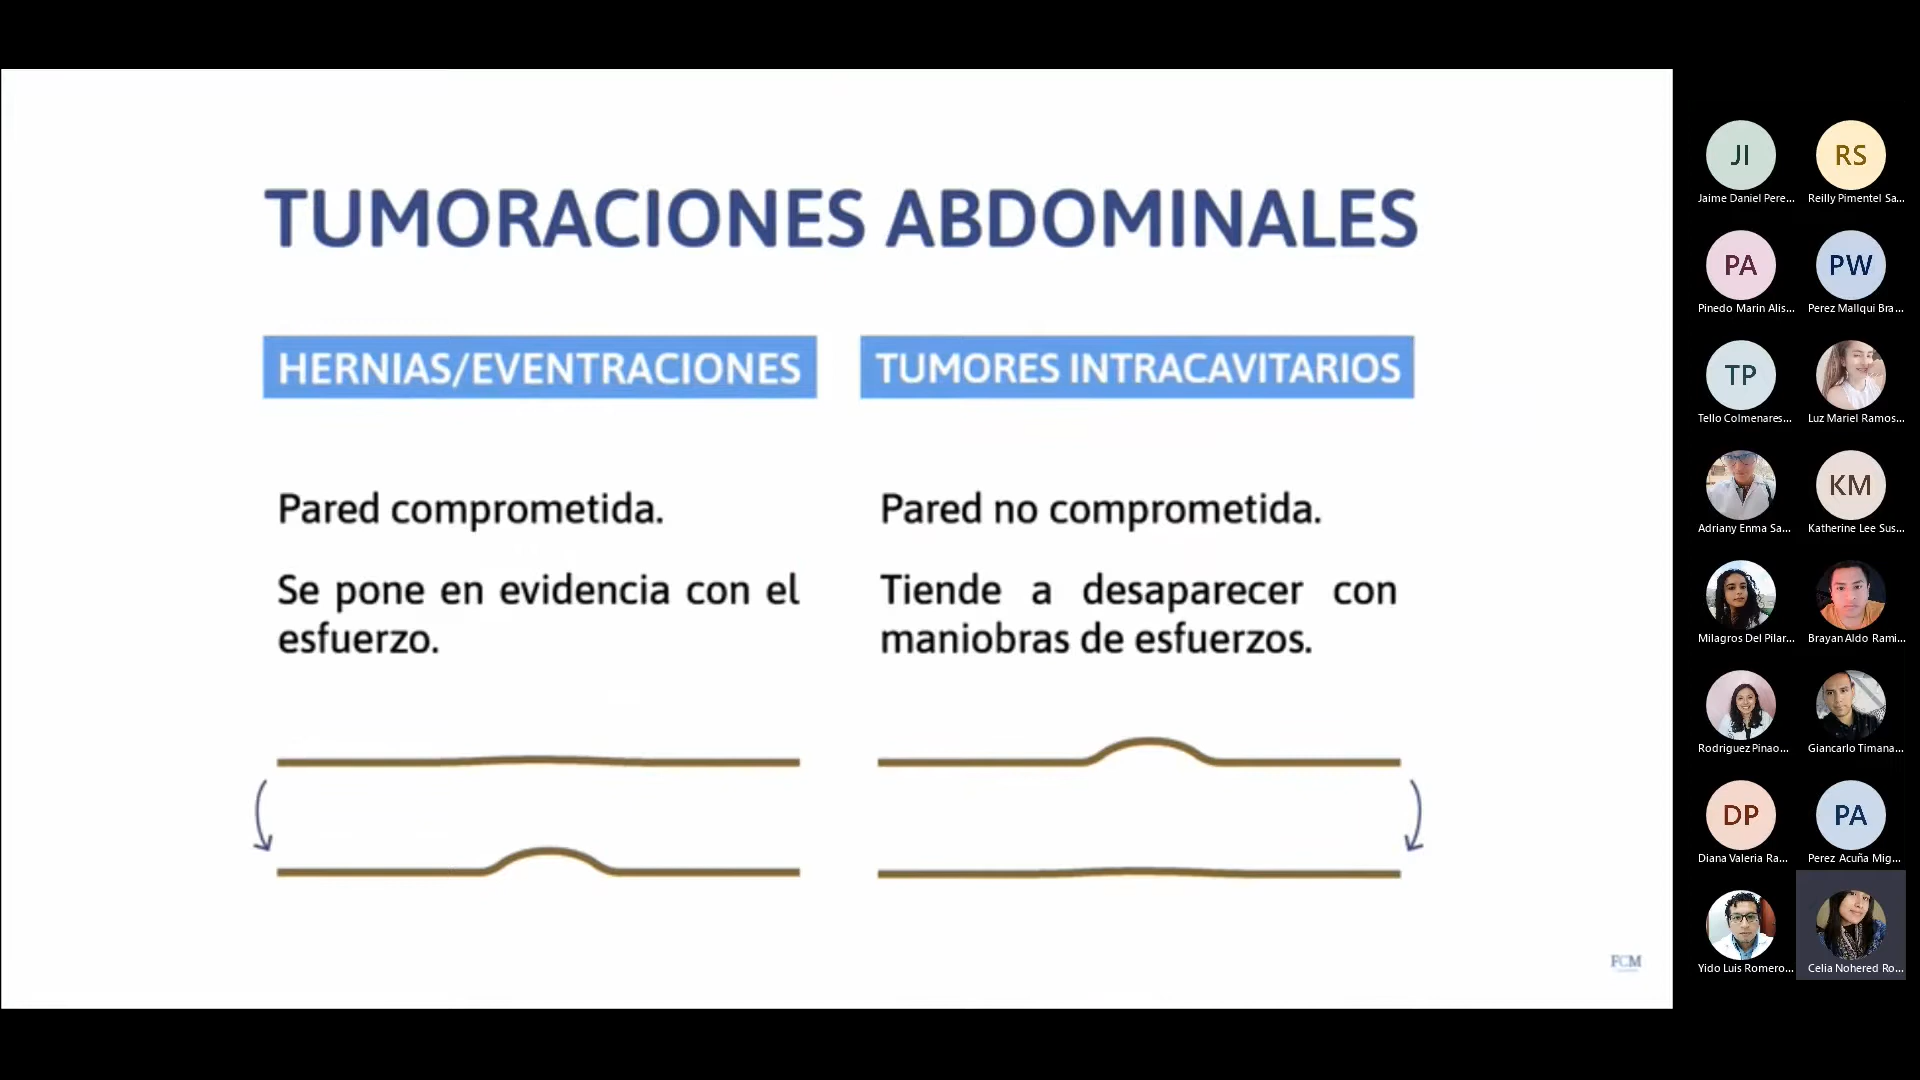 TUMORACIONES ABDOMINALES
HERNIAS/EVENTRACIONES
Pared comprometida.
Se pone en evidencia con el
esfuerzo.
TUMORES INTRACAVITARIOS
Pared no comprometida.
Tiende a desaparecer con
maniobras de esfuerzos.
FCM
JI
Jaime Daniel Pere...
RS
Reilly Pimentel Sa...
PA
Pinedo Marin Alis...
PW
Perez Mallqui Bra...
TP
Tello Colmenares...
Luz Mariel Ramos...
Adriany Enma Sa...
KM
Katherine Lee Sus...
Milagros Del Pilar...
Brayan Aldo Rami...
Rodriguez Pinao...
Giancarlo Timana...
DP
Diana Valeria Ra...
PA
Perez Acuña Mig...
Yido Luis Romero...
Celia Nohered Ro...